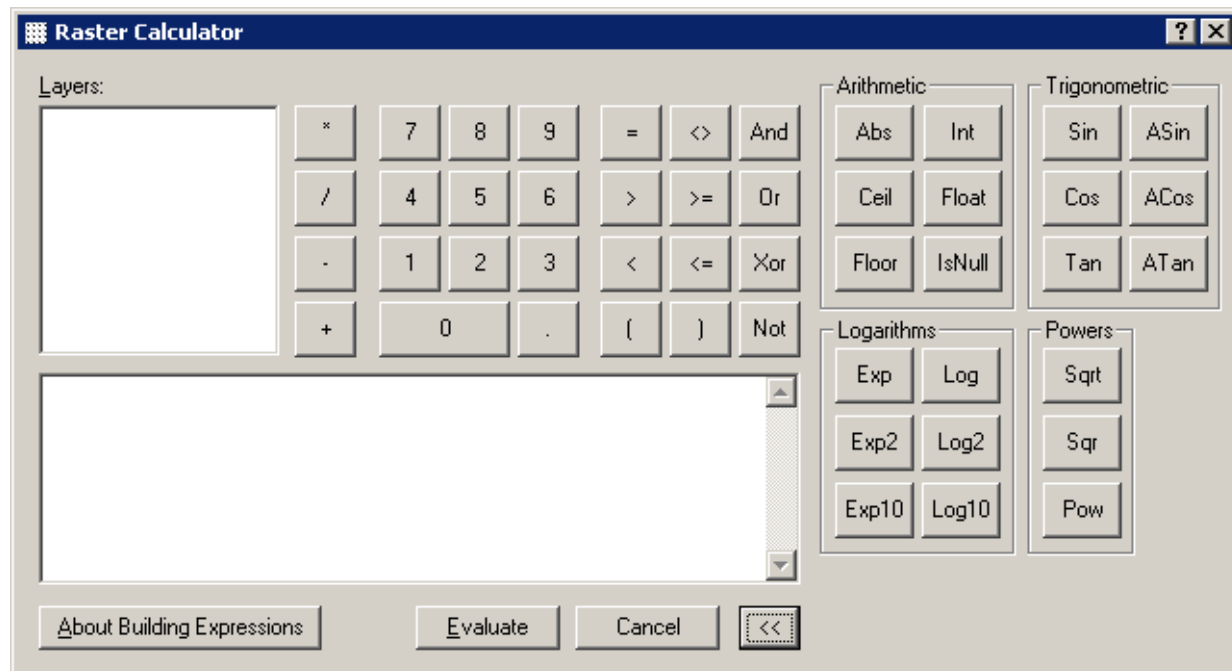 Raster Calculator
? X
Layers:
Arithmetic
Trigonometric
* 7 8 9 = <> And
Abs Int
Sin ASin
/ 4 5 6 > >= Or
Ceil Float
Cos ACos
- 1 2 3 < <= Xor
Floor IsNull
Tan ATan
+ 0 . ( ) Not
Logarithms
Powers
Exp Log
Sqrt
Exp2 Log2
Sqr
Exp10 Log10
Pow
About Building Expressions
Evaluate
Cancel
<<